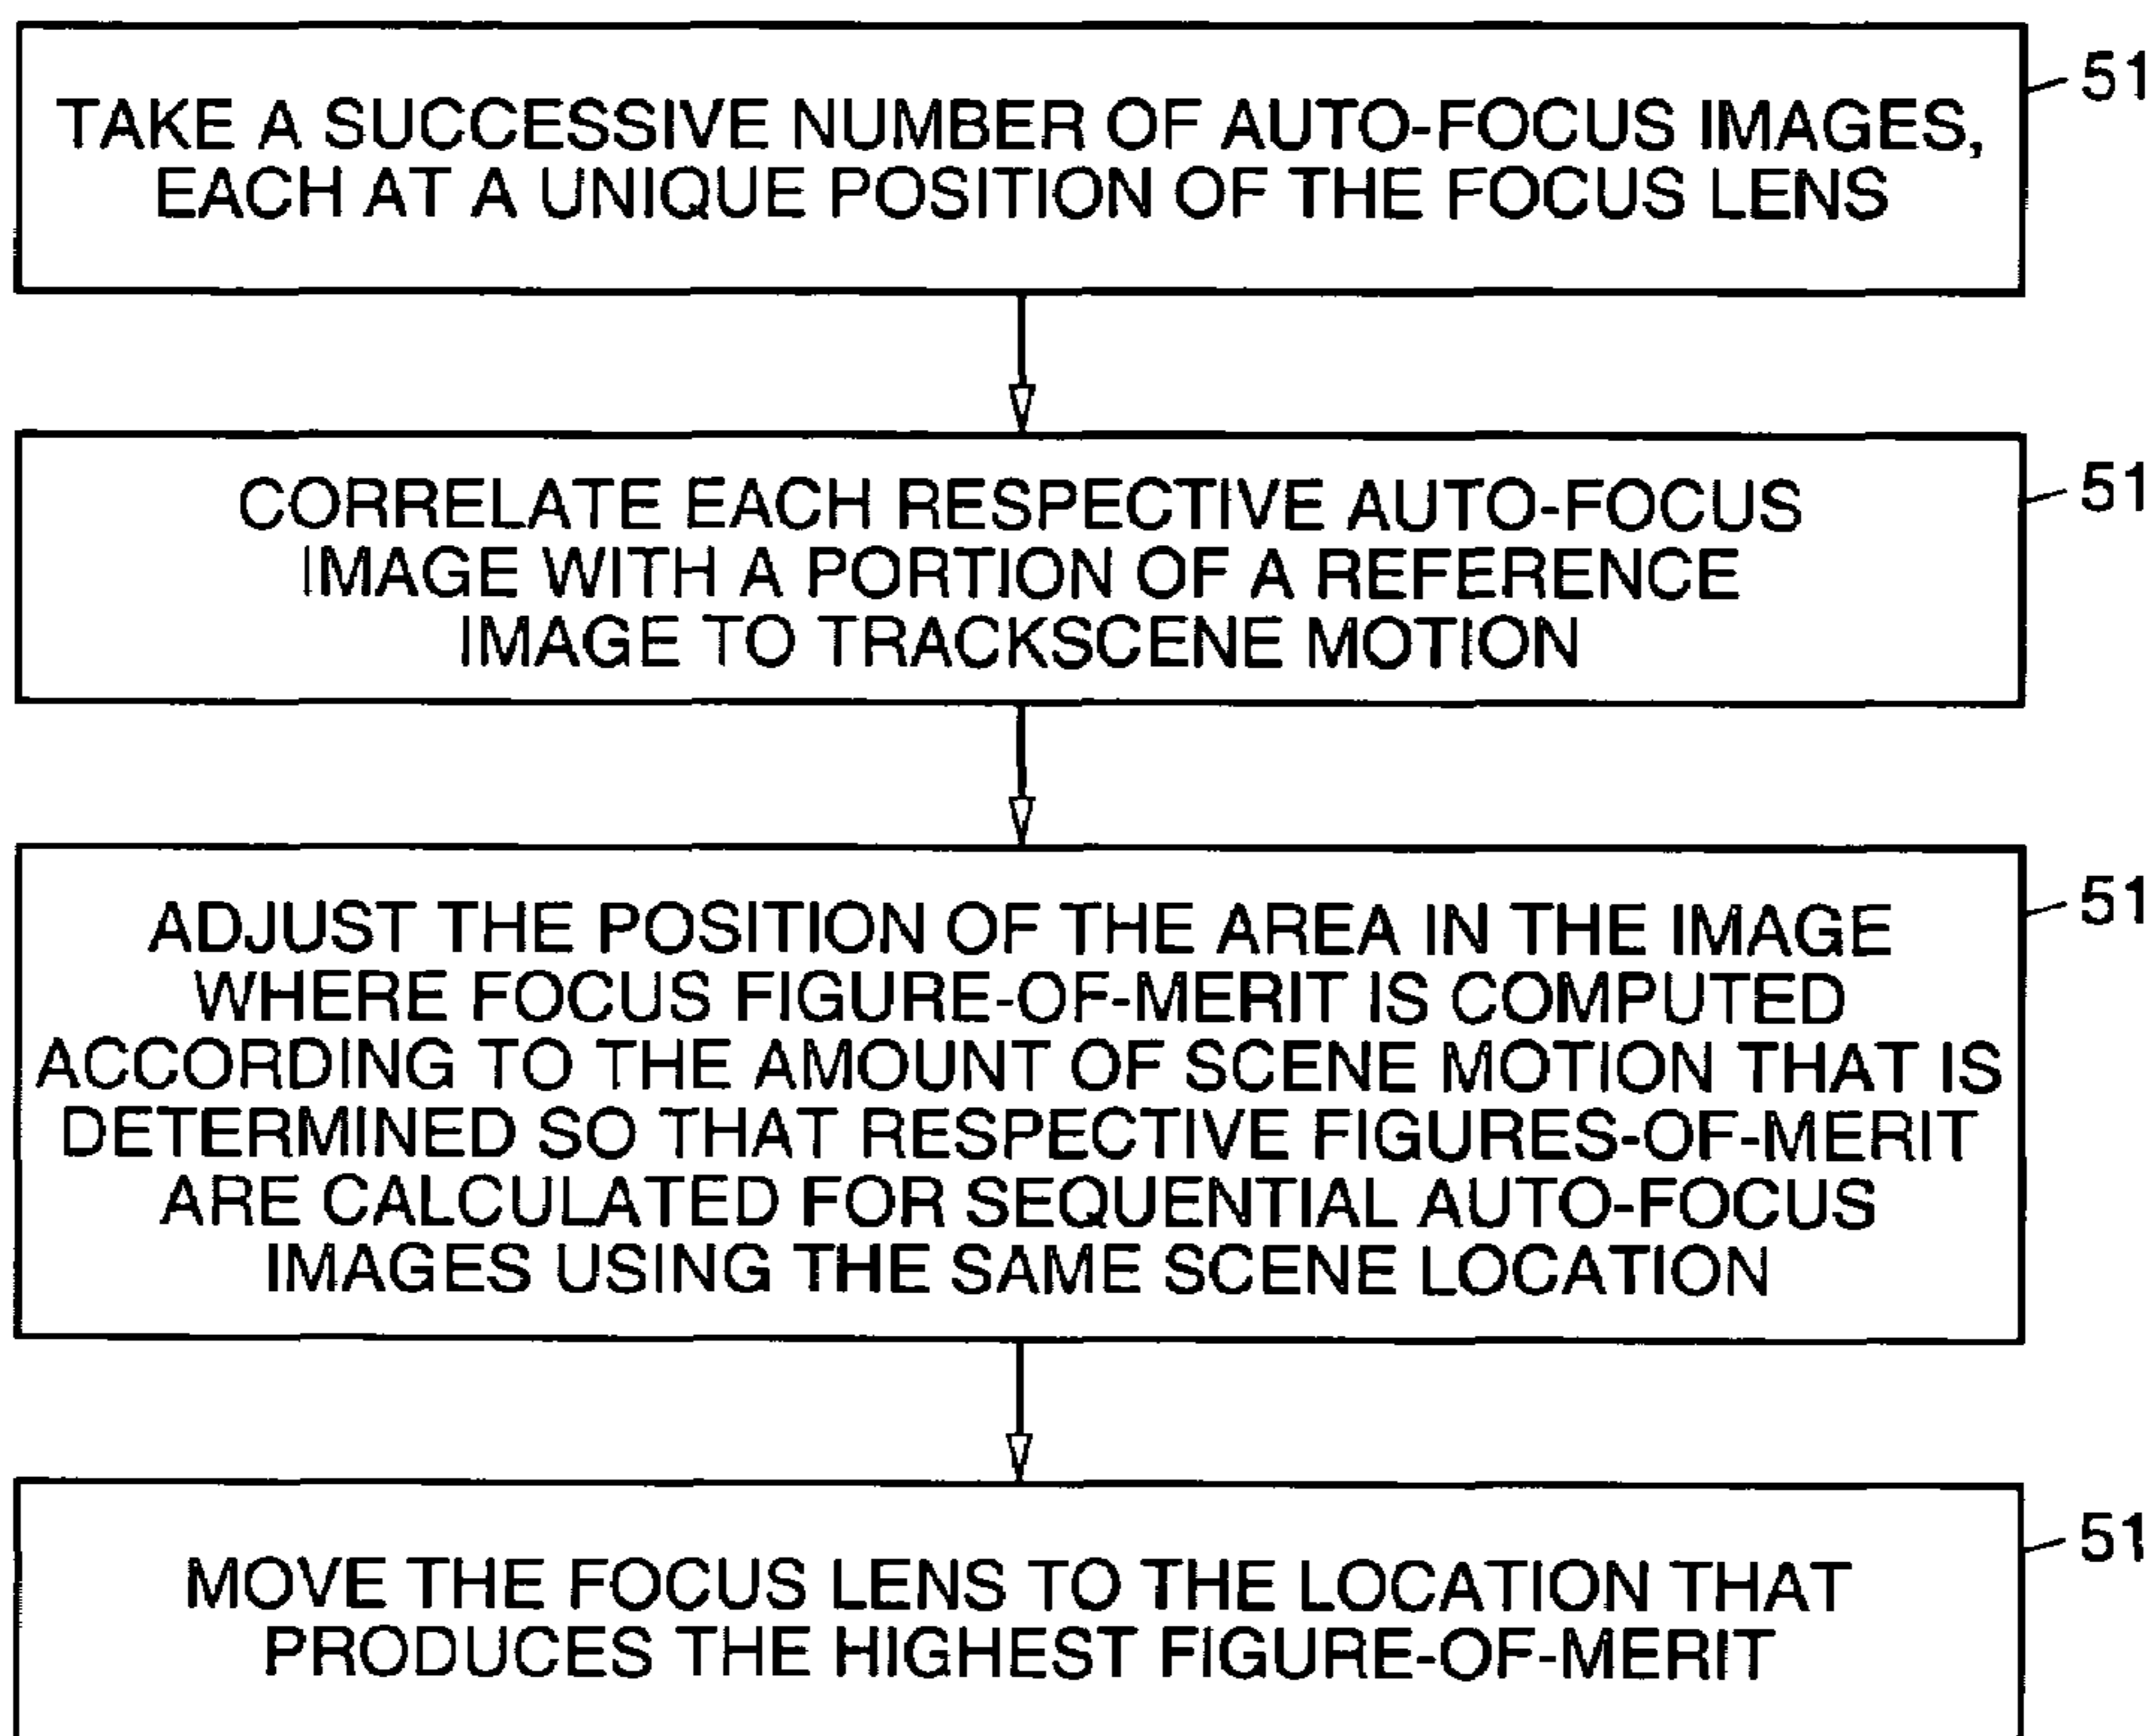 TAKE A SUCCESSIVE NUMBER OF AUTO-FOCUS IMAGES,
EACH AT A UNIQUE POSITION OF THE FOCUS LENS
51
CORRELATE EACH RESPECTIVE AUTO-FOCUS
IMAGE WITH A PORTION OF A REFERENCE
IMAGE TO TRACKSCENE MOTION
51
ADJUST THE POSITION OF THE AREA IN THE IMAGE
WHERE FOCUS FIGURE-OF-MERIT IS COMPUTED
ACCORDING TO THE AMOUNT OF SCENE MOTION THAT IS
DETERMINED SO THAT RESPECTIVE FIGURES-OF-MERIT
ARE CALCULATED FOR SEQUENTIAL AUTO-FOCUS
IMAGES USING THE SAME SCENE LOCATION
51
MOVE THE FOCUS LENS TO THE LOCATION THAT
PRODUCES THE HIGHEST FIGURE-OF-MERIT
51